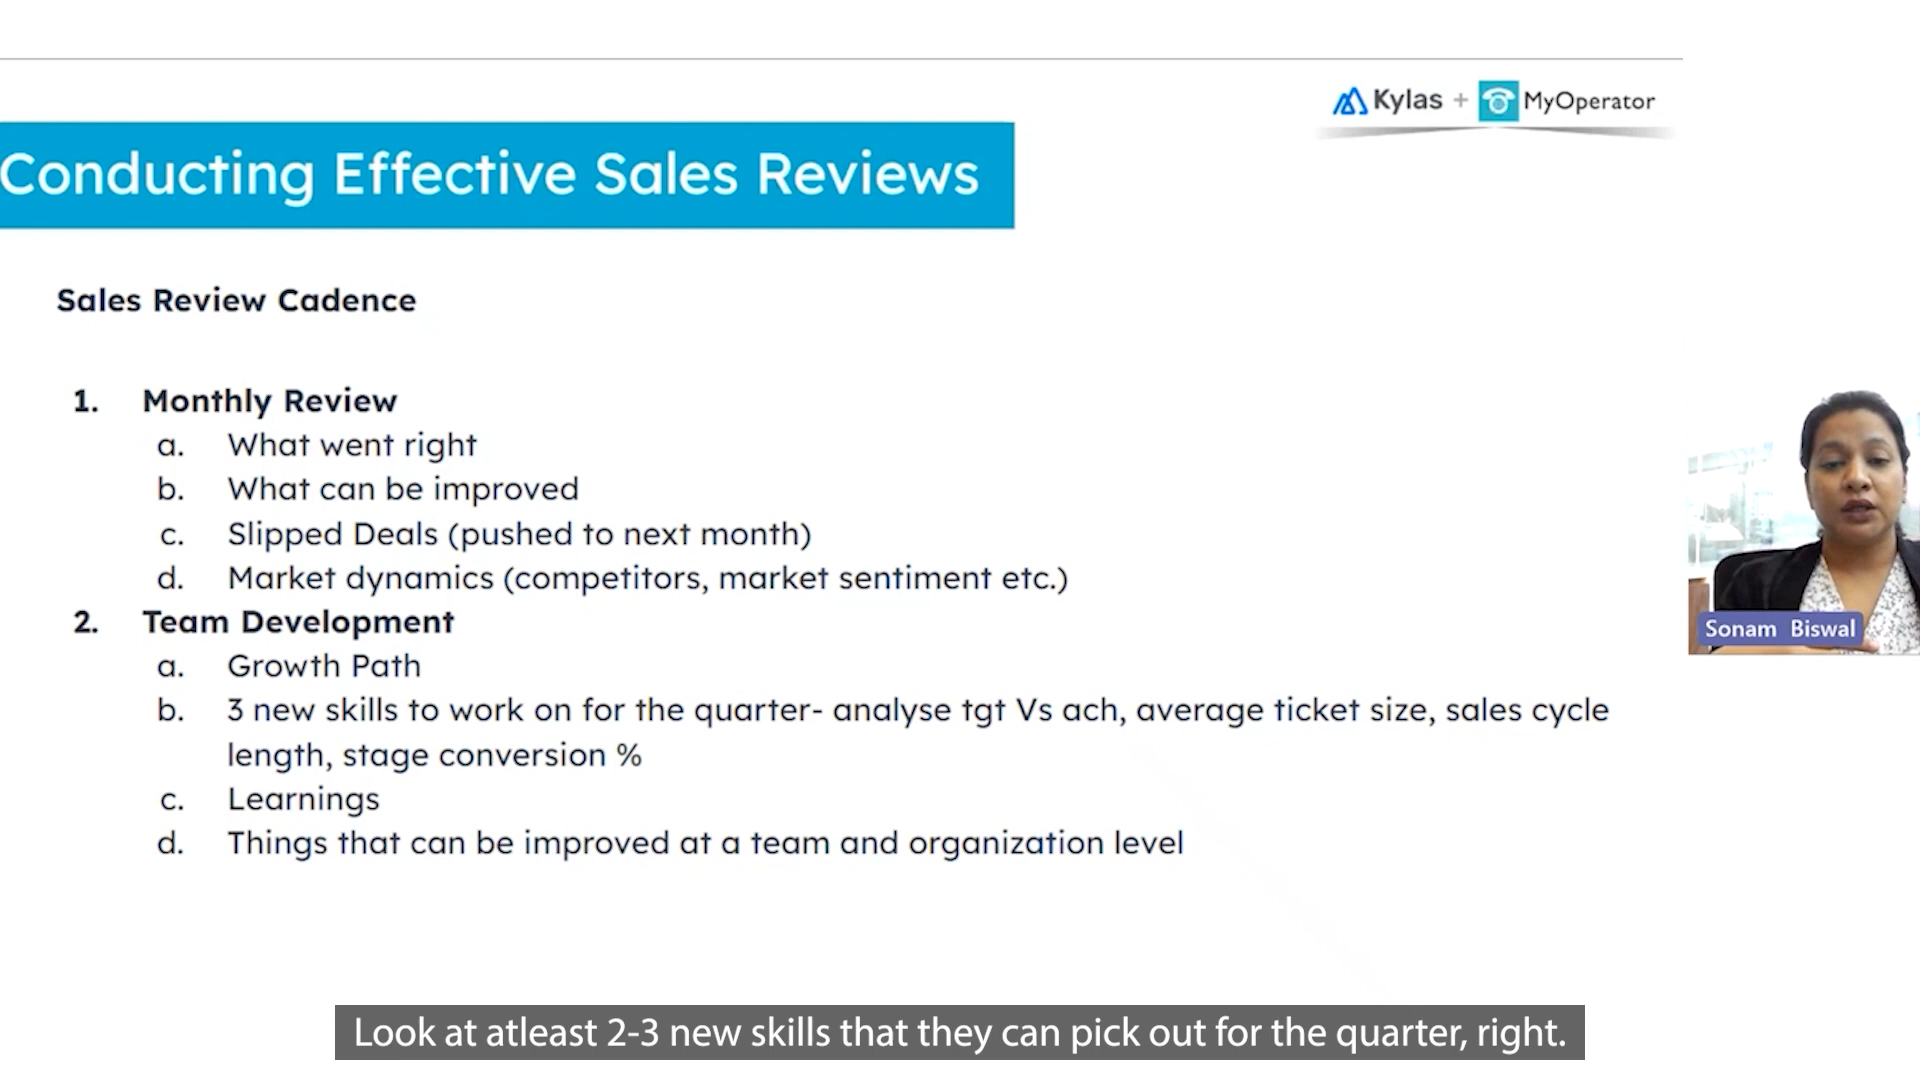 Kylas + MyOperator
Conducting Effective Sales Reviews
Sales Review Cadence
1. Monthly Review
a. What went right
b. What can be improved
c. Slipped Deals (pushed to next month)
d. Market dynamics (competitors, market sentiment etc.)
2. Team Development
a. Growth Path
b. 3 new skills to work on for the quarter- analyse tgt Vs ach, average ticket size, sales cycle
length, stage conversion %
c. Learnings
d. Things that can be improved at a team and organization level
Sonam Biswal
Look at atleast 2-3 new skills that they can pick out for the quarter, right.